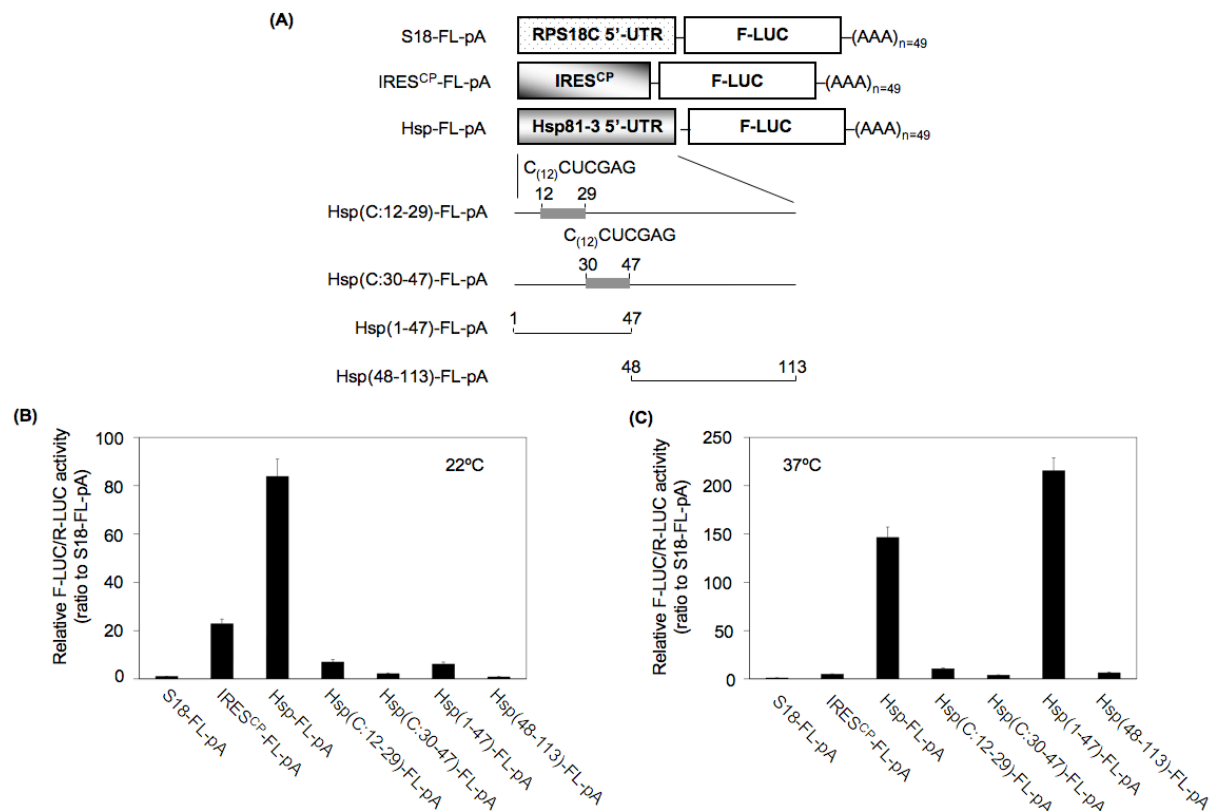 (A)
S18-FL-pA RPS18C 5'-UTR F-LUC (AAA)n=49
IRESCP-FL-pA IRESCP F-LUC (AAA)n=49
Hsp-FL-pA Hsp81-3 5'-UTR F-LUC (AAA)n=49
C(12)CUCGAG
12 29
Hsp(C:12-29)-FL-pA
C(12)CUCGAG
30 47
Hsp(C:30-47)-FL-pA
1 47
Hsp(1-47)-FL-pA
48 113
Hsp(48-113)-FL-pA
(B)
Relative F-LUC/R-LUC activity
(ratio to S18-FL-pA)
100
80
60
40
20
0
22ºC
S18-FL-pA
IRESCP-FL-pA
Hsp-FL-pA
Hsp(C:12-29)-FL-pA
Hsp(C:30-47)-FL-pA
Hsp(1-47)-FL-pA
Hsp(48-113)-FL-pA
(C)
Relative F-LUC/R-LUC activity
(ratio to S18-FL-pA)
250
200
150
100
50
0
37ºC
S18-FL-pA
IRESCP-FL-pA
Hsp-FL-pA
Hsp(C:12-29)-FL-pA
Hsp(C:30-47)-FL-pA
Hsp(1-47)-FL-pA
Hsp(48-113)-FL-pA